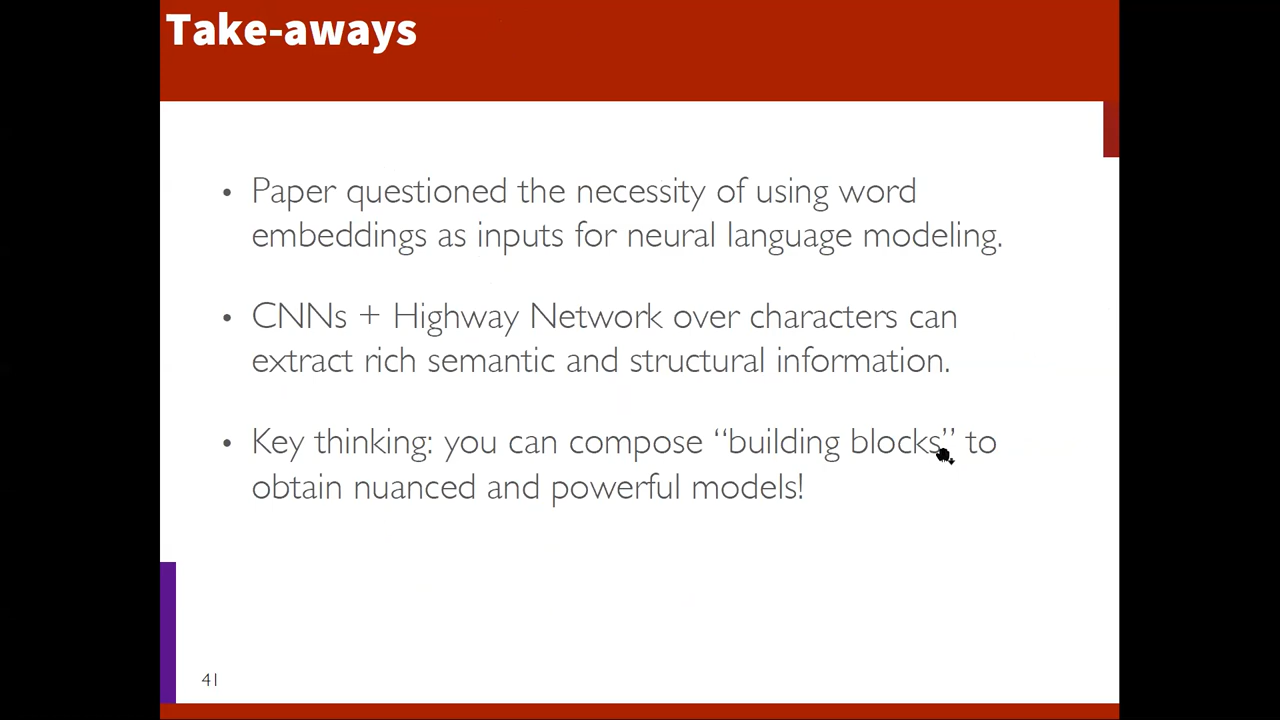 Take-aways
• Paper questioned the necessity of using word
embeddings as inputs for neural language modeling.
• CNNs + Highway Network over characters can
extract rich semantic and structural information.
• Key thinking: you can compose “building blocks” to
obtain nuanced and powerful models!
41